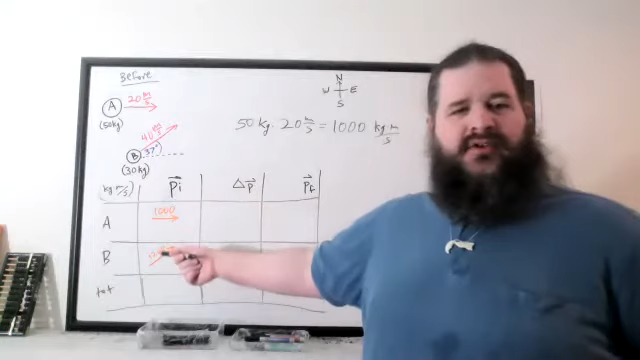 Before
A 20 m/s
(50kg)
40 m/s
B 37°
(30kg)
N
W E
S
50 kg · 20 m/s = 1000 kg·m/s
(kg m/s) p⃗i Δp⃗ p⃗f
A 1000
B
tot